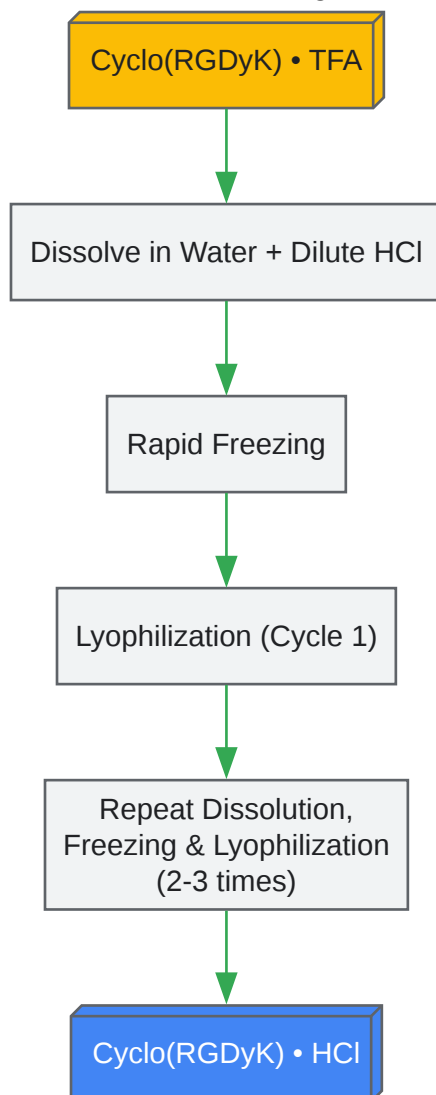 Cyclo(RGDyK) • TFA
Dissolve in Water + Dilute HCl
Rapid Freezing
Lyophilization (Cycle 1)
Repeat Dissolution,
Freezing & Lyophilization
(2-3 times)
Cyclo(RGDyK) • HCl